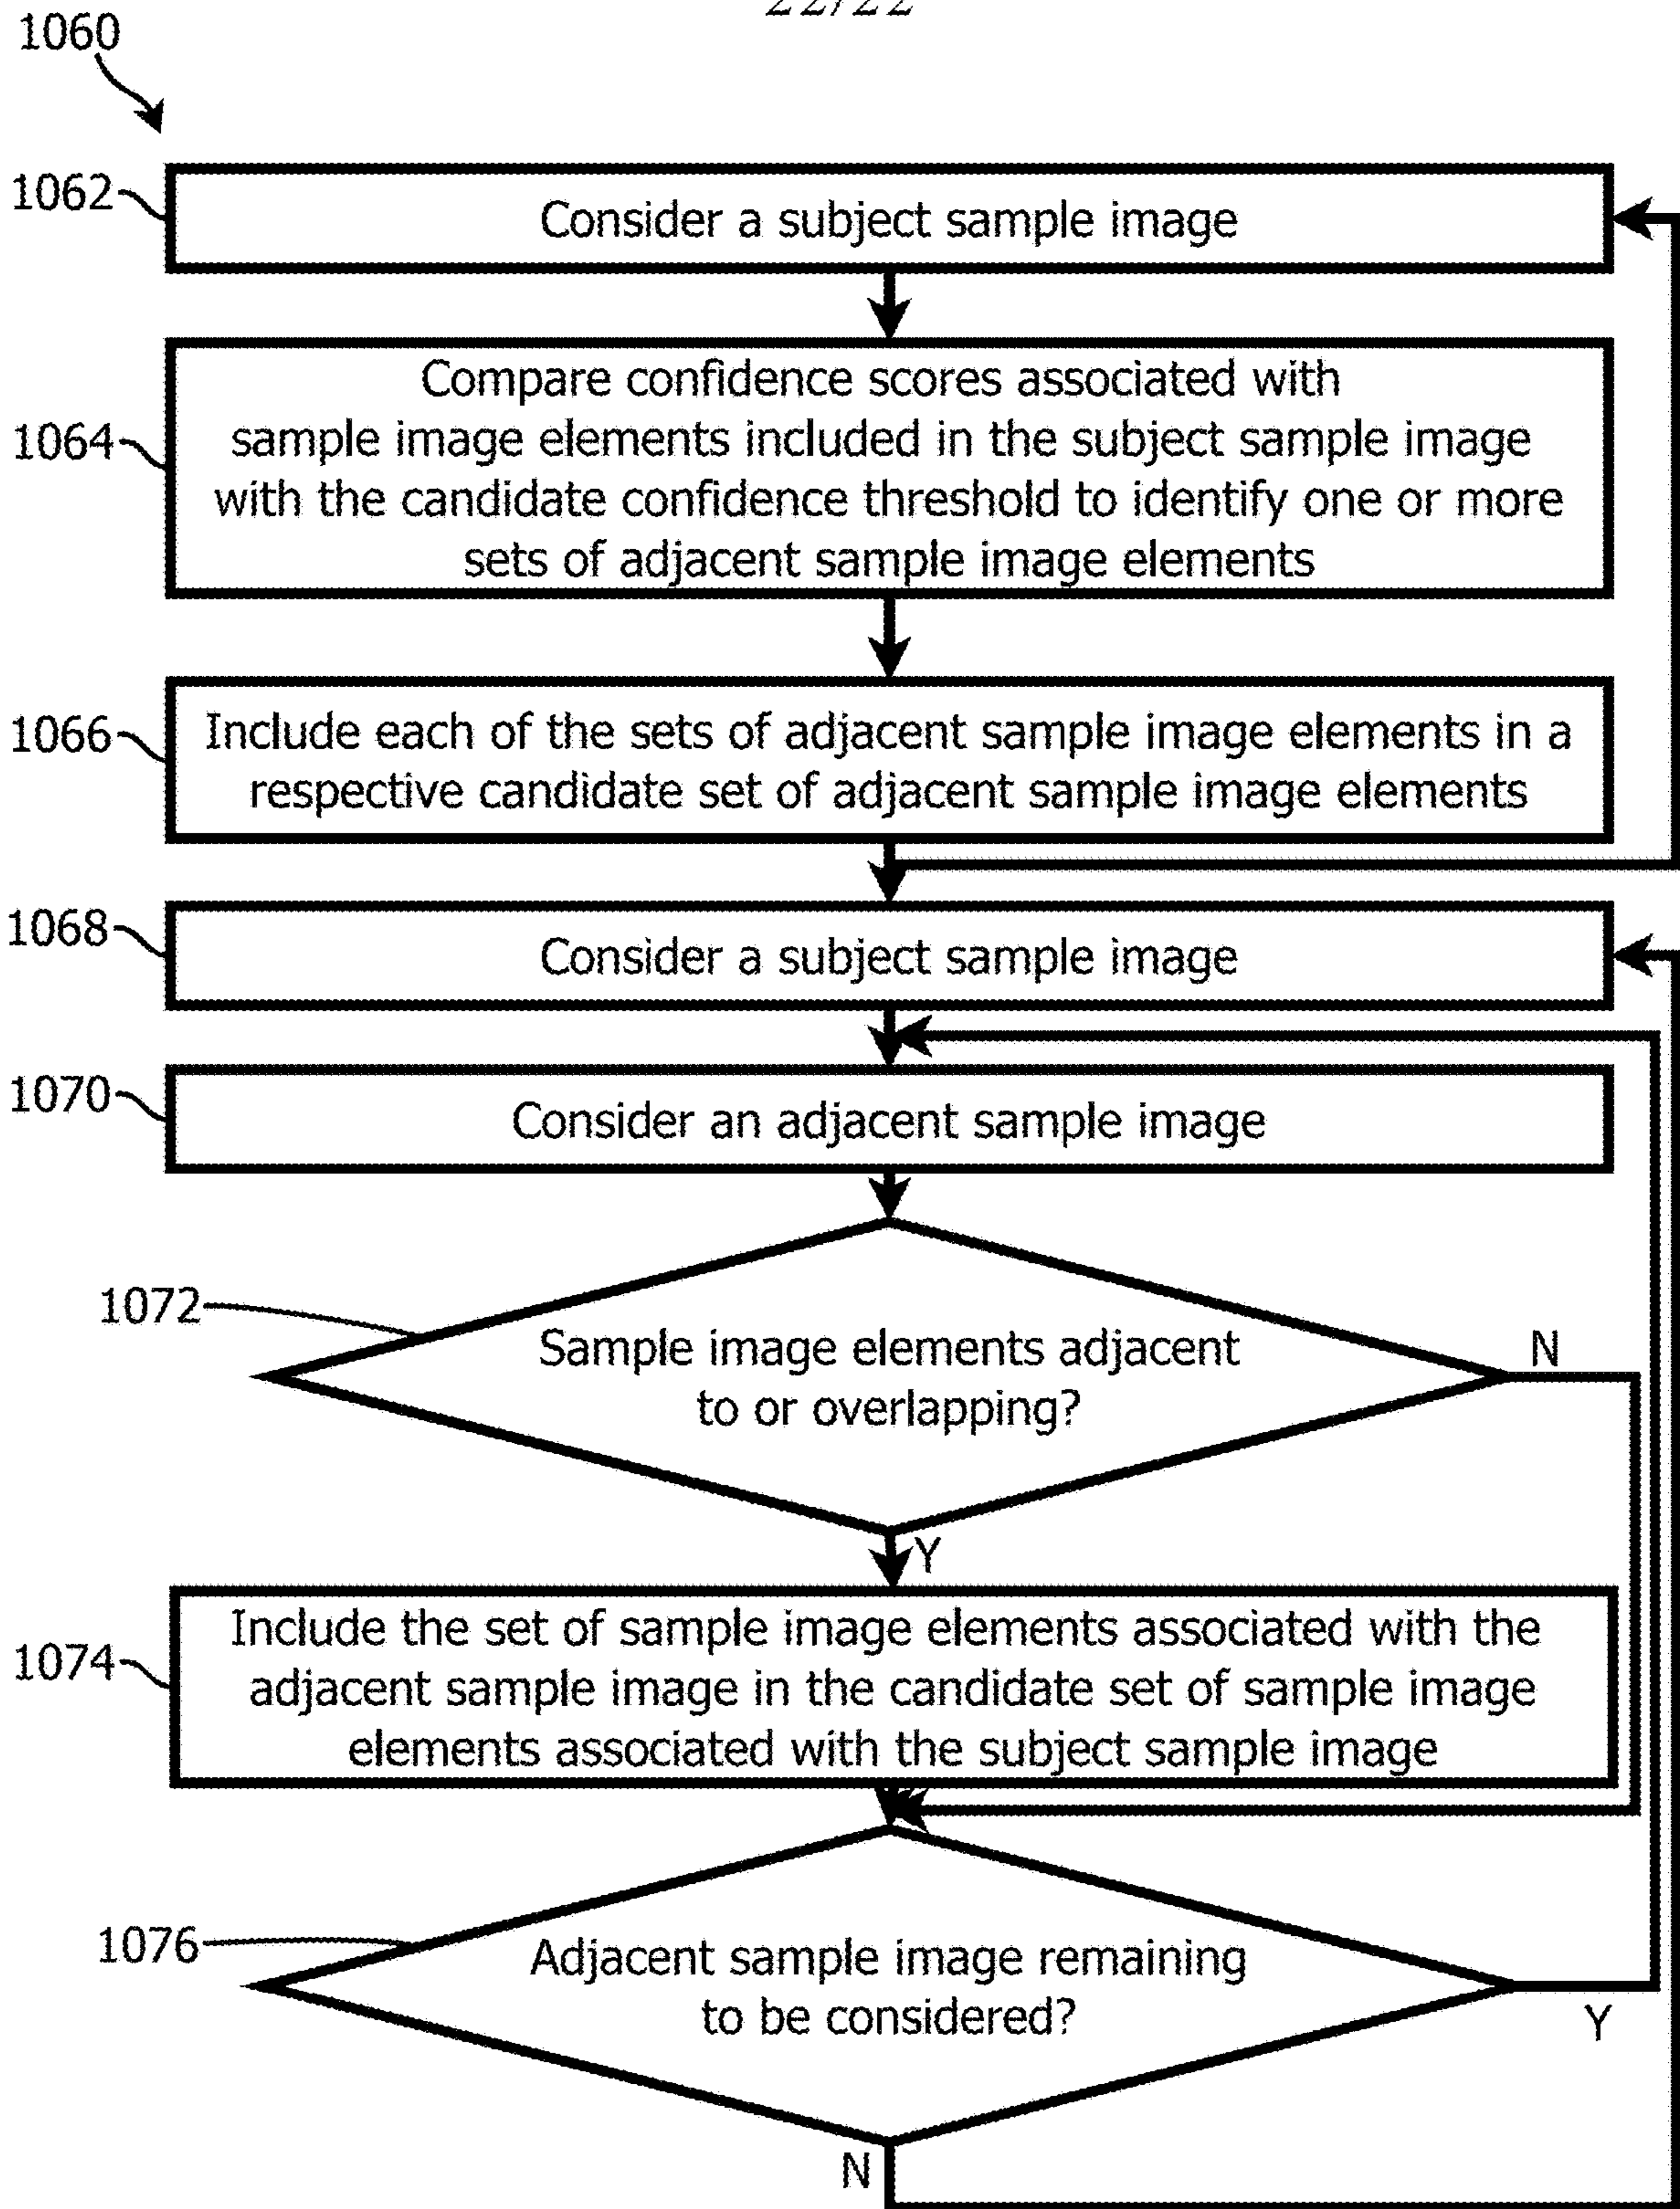 22/22
1060
1062
Consider a subject sample image
Compare confidence scores associated with
1064
sample image elements included in the subject sample image
with the candidate confidence threshold to identify one or more
sets of adjacent sample image elements
1066
Include each of the sets of adjacent sample image elements in a
respective candidate set of adjacent sample image elements
1068
Consider a subject sample image
1070
Consider an adjacent sample image
1072
Sample image elements adjacent
to or overlapping?
N
Y
Include the set of sample image elements associated with the
1074
adjacent sample image in the candidate set of sample image
elements associated with the subject sample image
1076
Adjacent sample image remaining
to be considered?
Y
N